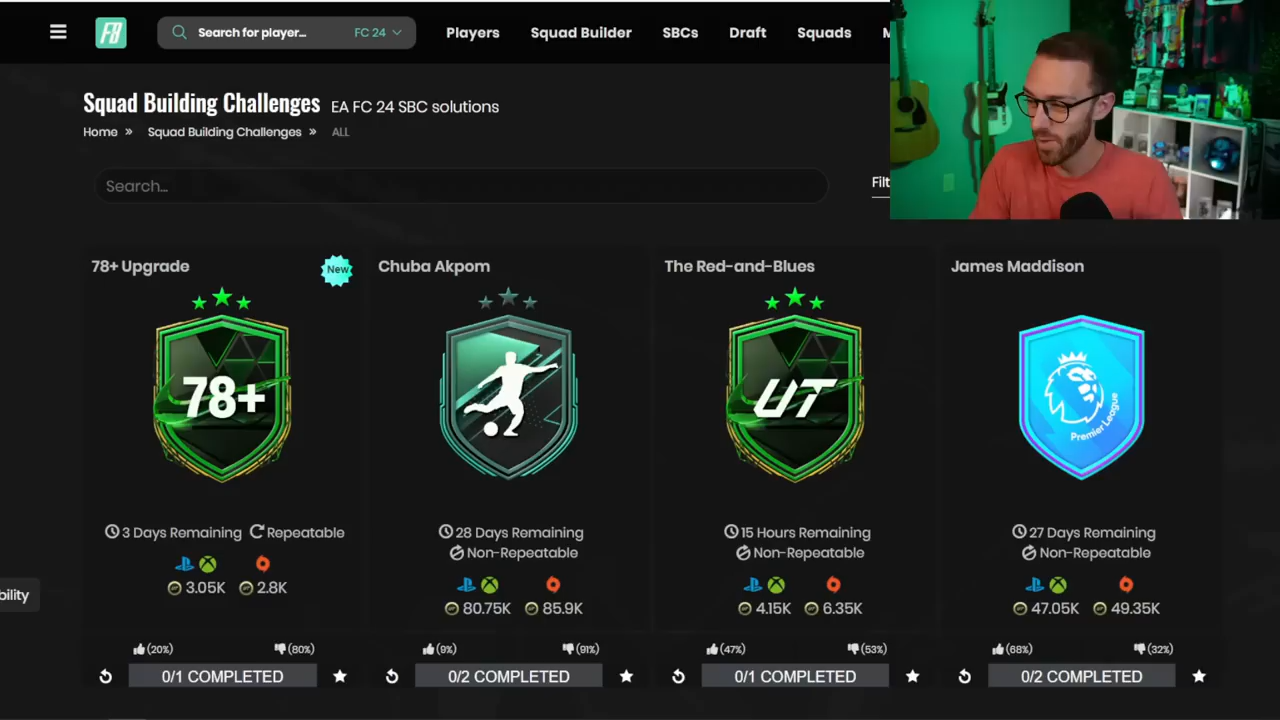 FB
Search for player...
FC 24
Players
Squad Builder
SBCs
Draft
Squads
M
Squad Building Challenges
EA FC 24 SBC solutions
Home » Squad Building Challenges » ALL
Search...
Filt
78+ Upgrade
New
78+
3 Days Remaining
Repeatable
3.05K
2.8K
(20%)
(80%)
0/1 COMPLETED
Chuba Akpom
28 Days Remaining
Non-Repeatable
80.75K
85.9K
(9%)
(91%)
0/2 COMPLETED
The Red-and-Blues
UT
15 Hours Remaining
Non-Repeatable
4.15K
6.35K
(47%)
(53%)
0/1 COMPLETED
James Maddison
Premier League
27 Days Remaining
Non-Repeatable
47.05K
49.35K
(68%)
(32%)
0/2 COMPLETED
bility